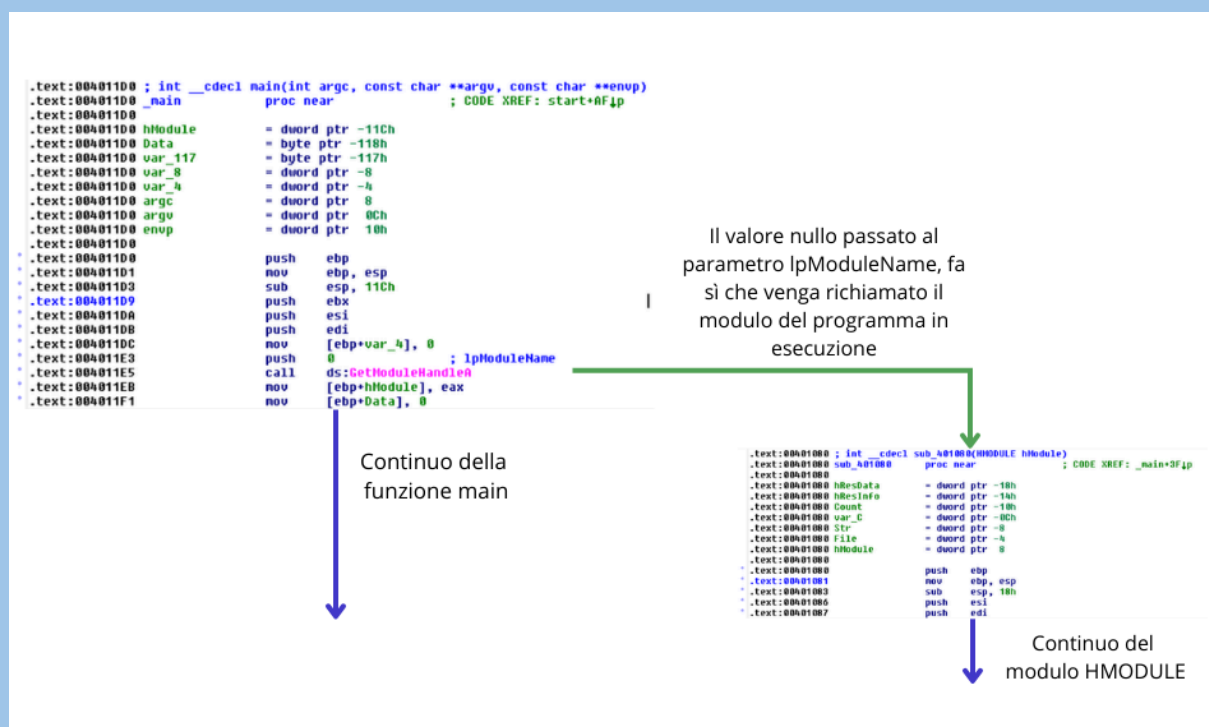 .text:004011D0 ; int __cdecl main(int argc, const char **argv, const char **envp)
.text:004011D0 _main proc near ; CODE XREF: start+AF↓p
.text:004011D0
.text:004011D0 hModule = dword ptr -11Ch
.text:004011D0 Data = byte ptr -118h
.text:004011D0 var_117 = byte ptr -117h
.text:004011D0 var_8 = dword ptr -8
.text:004011D0 var_4 = dword ptr -4
.text:004011D0 argc = dword ptr 8
.text:004011D0 argv = dword ptr 0Ch
.text:004011D0 envp = dword ptr 10h
.text:004011D0
.text:004011D0 push ebp
.text:004011D1 mov ebp, esp
.text:004011D3 sub esp, 11Ch
.text:004011D9 push ebx
.text:004011DA push esi
.text:004011DB push edi
.text:004011DC mov [ebp+var_4], 0
.text:004011E3 push 0 ; lpModuleName
.text:004011E5 call ds:GetModuleHandleA
.text:004011EB mov [ebp+hModule], eax
.text:004011F1 mov [ebp+Data], 0
Il valore nullo passato al
parametro lpModuleName, fa
sì che venga richiamato il
modulo del programma in
esecuzione
Continuo della
funzione main
.text:00401080 ; int __cdecl sub_401080(HMODULE hModule)
.text:00401080 sub_401080 proc near ; CODE XREF: _main+3F↓p
.text:00401080
.text:00401080 hResData = dword ptr -18h
.text:00401080 hResInfo = dword ptr -14h
.text:00401080 Count = dword ptr -10h
.text:00401080 var_C = dword ptr -0Ch
.text:00401080 Str = dword ptr -8
.text:00401080 File = dword ptr -4
.text:00401080 hModule = dword ptr 8
.text:00401080
.text:00401080 push ebp
.text:00401081 mov ebp, esp
.text:00401083 sub esp, 18h
.text:00401086 push esi
.text:00401087 push edi
Continuo del
modulo HMODULE